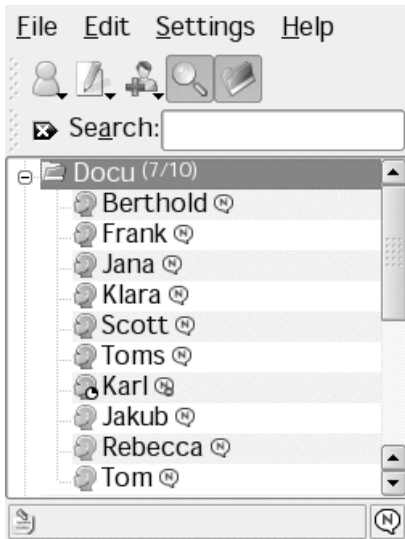 File Edit Settings Help
Search:
Docu (7/10)
Berthold N
Frank N
Jana N
Klara N
Scott N
Toms N
Karl N
Jakub N
Rebecca N
Tom N
N